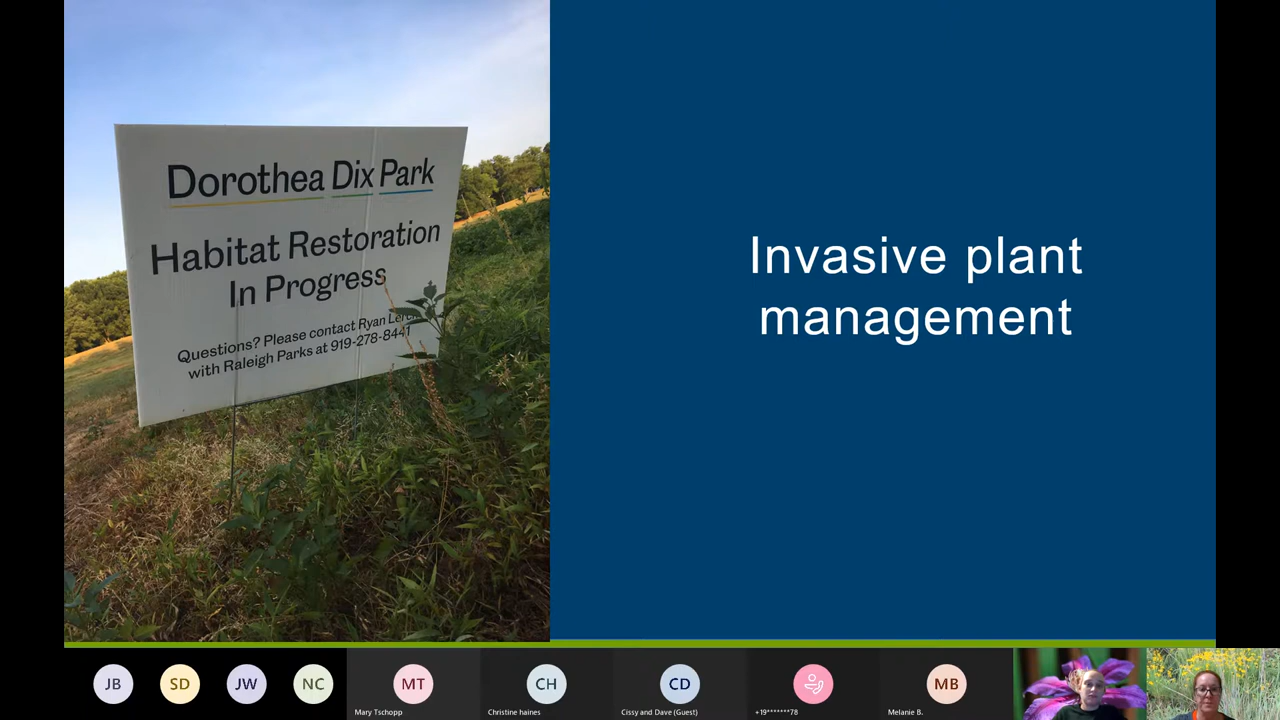 Dorothea Dix Park
Habitat Restoration
In Progress
Questions? Please contact Ryan
with Raleigh Parks at 919-278-8441
Invasive plant
management
JB
SD
JW
NC
MT
CH
CD
MB
Mary Tschopp
Christine haines
Cissy and Dave (Guest)
+19*******78
Melanie B.